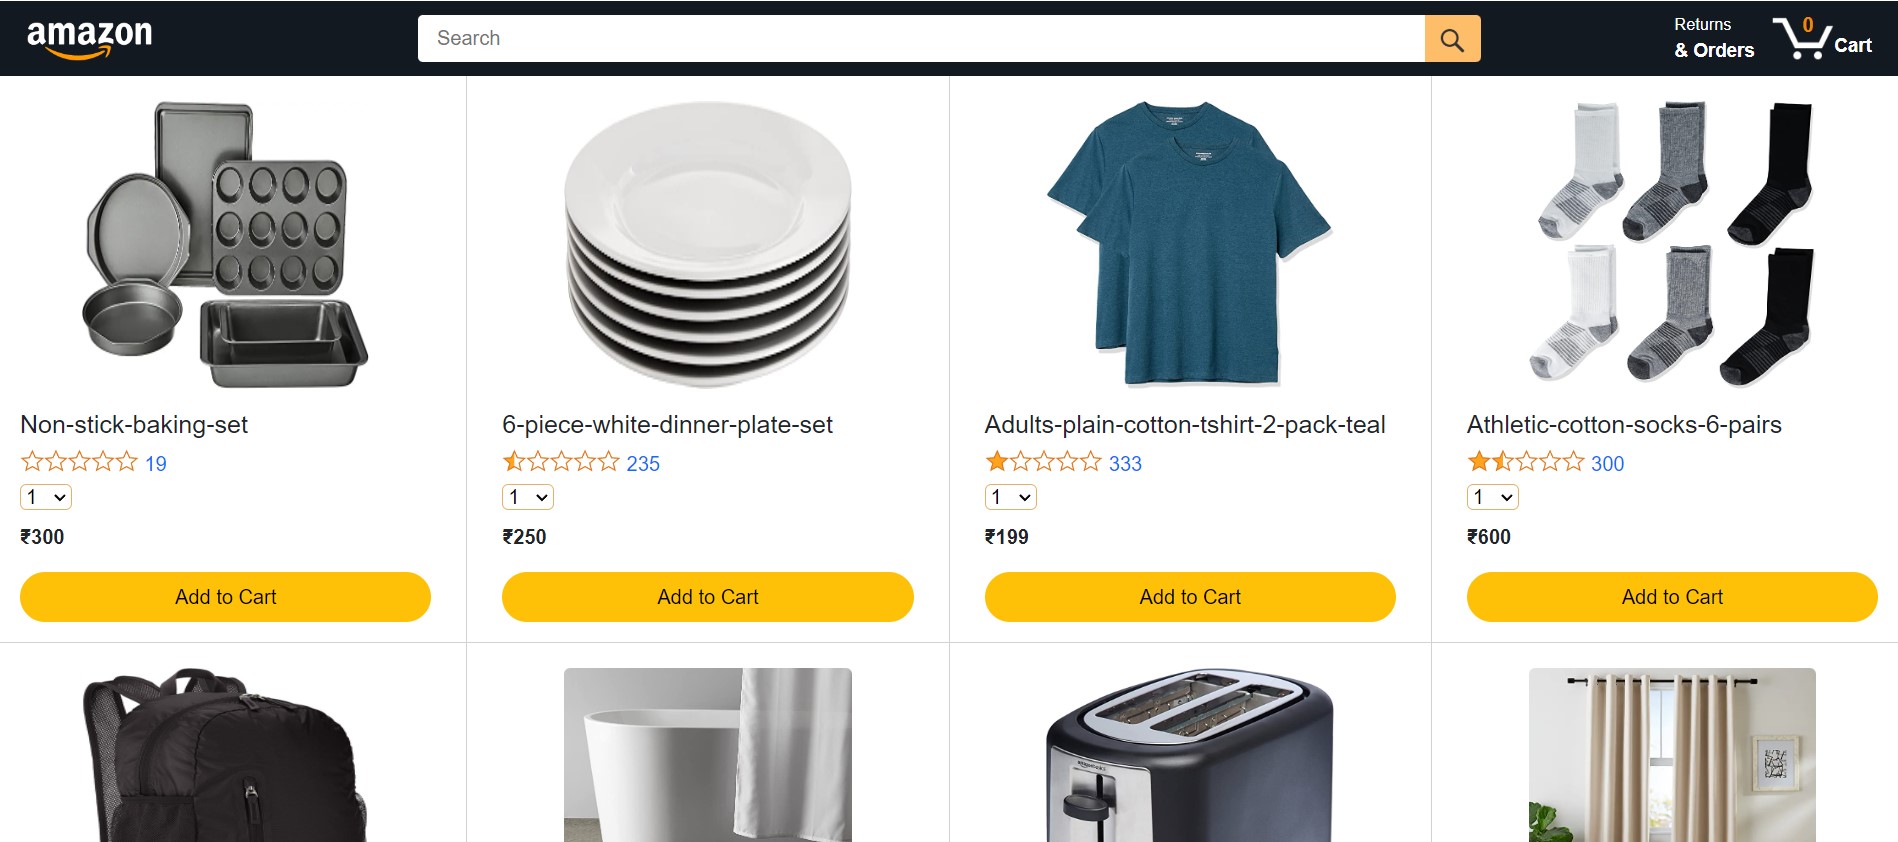 amazon
Search
Returns
& Orders
0
Cart
Non-stick-baking-set
19
1
₹300
Add to Cart
6-piece-white-dinner-plate-set
235
1
₹250
Add to Cart
Adults-plain-cotton-tshirt-2-pack-teal
333
1
₹199
Add to Cart
Athletic-cotton-socks-6-pairs
300
1
₹600
Add to Cart